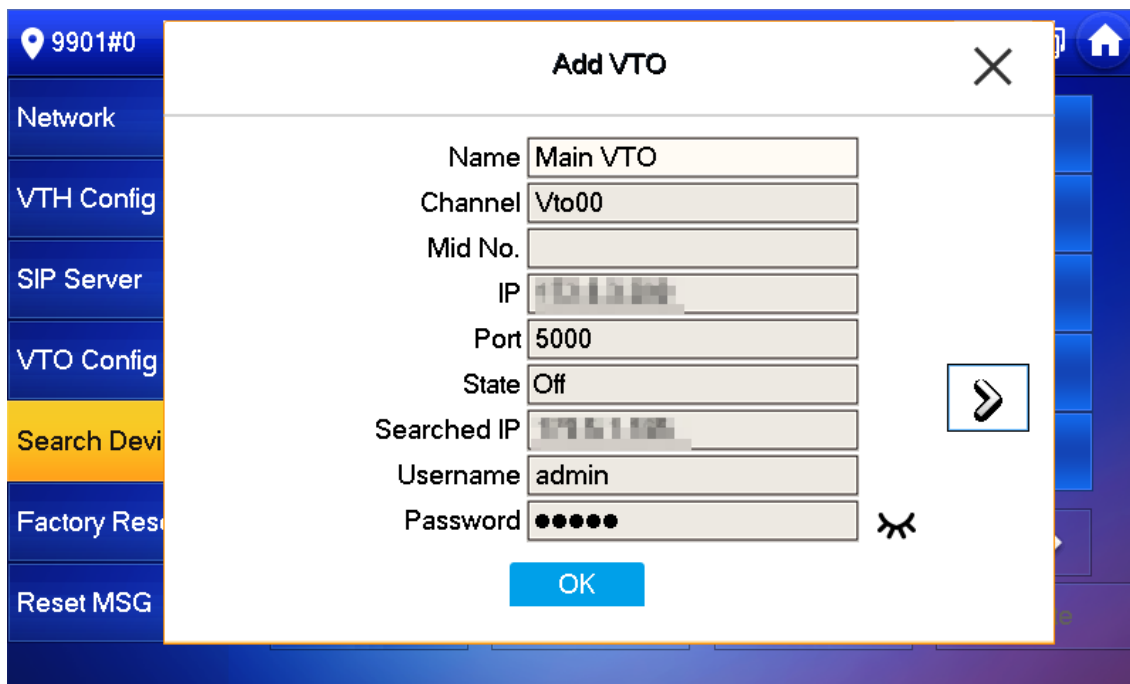 9901#0
Network
VTH Config
SIP Server
VTO Config
Search Devi
Factory Rese
Reset MSG
Add VTO
Name Main VTO
Channel Vto00
Mid No.
IP
Port 5000
State Off
Searched IP
Username admin
Password ●●●●●
OK